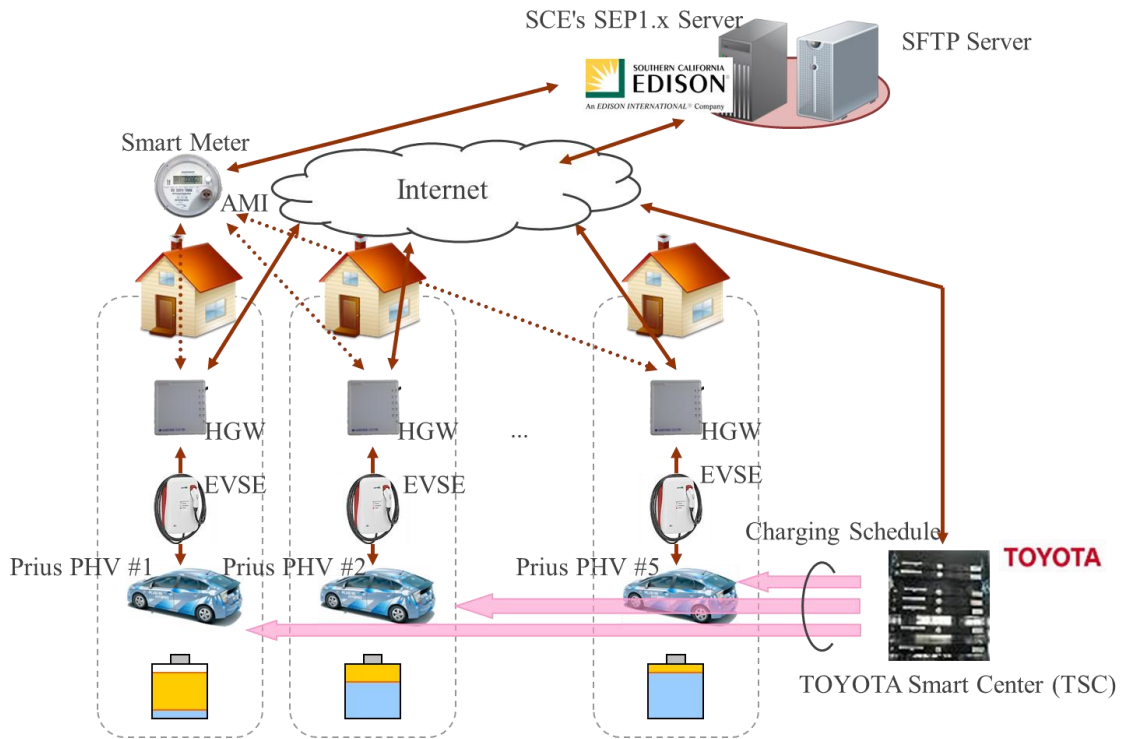 SCE's SEP1.x Server
SFTP Server
SOUTHERN CALIFORNIA
EDISON
An EDISON INTERNATIONAL® Company
Smart Meter
Internet
AMI
HGW
HGW
...
HGW
EVSE
EVSE
EVSE
Charging Schedule
TOYOTA
Prius PHV #1
Prius PHV #2
Prius PHV #5
TOYOTA Smart Center (TSC)